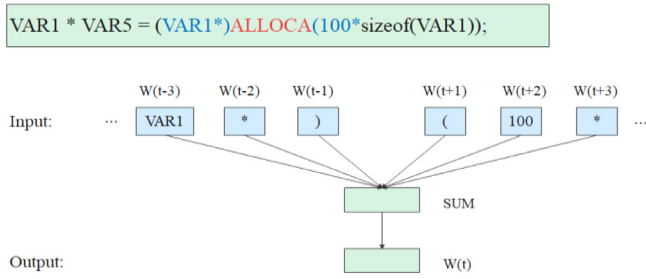 VAR1 * VAR5 = (VAR1*)ALLOCA(100*sizeof(VAR1));
W(t-3) W(t-2) W(t-1) W(t+1) W(t+2) W(t+3)
Input: ... VAR1 * ) ( 100 * ...
SUM
Output: W(t)